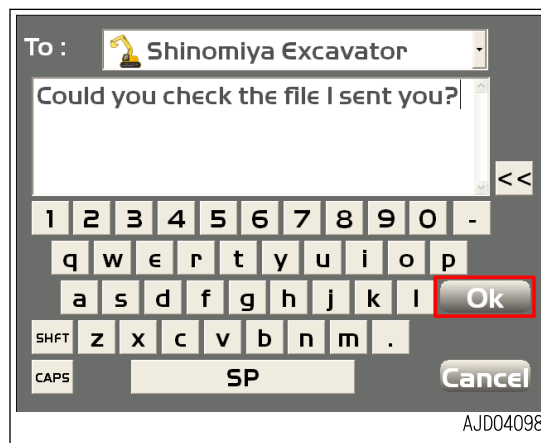 To : Shinomiya Excavator
Could you check the file I sent you?
<<
1 2 3 4 5 6 7 8 9 0 -
q w e r t y u i o p
a s d f g h j k l Ok
SHFT z x c v b n m .
CAPS SP Cancel
AJD04098